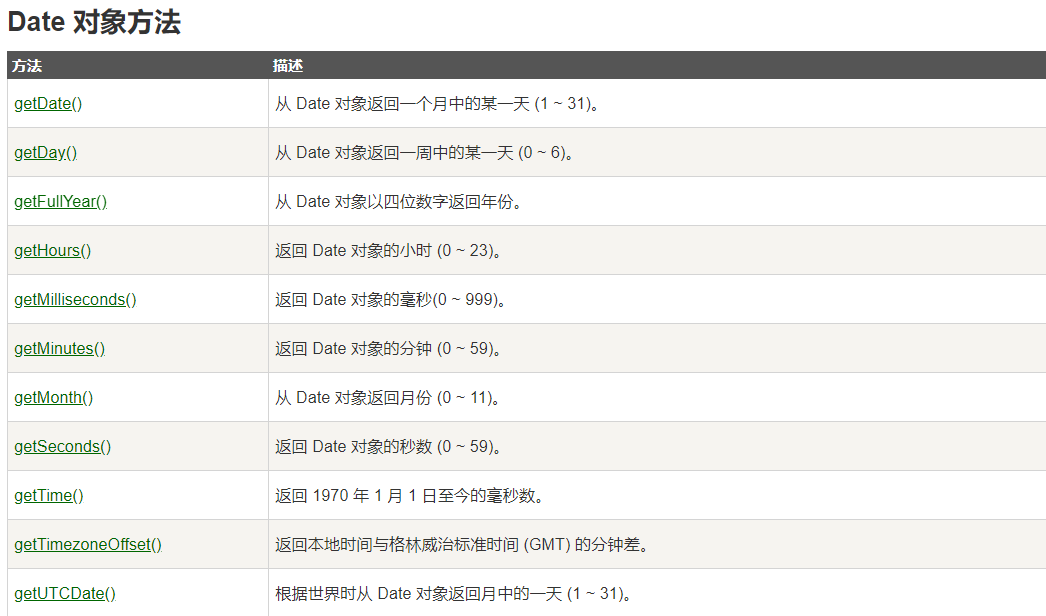 Date 对象方法
方法 描述
getDate() 从 Date 对象返回一个月中的某一天 (1 ~ 31)。
getDay() 从 Date 对象返回一周中的某一天 (0 ~ 6)。
getFullYear() 从 Date 对象以四位数字返回年份。
getHours() 返回 Date 对象的小时 (0 ~ 23)。
getMilliseconds() 返回 Date 对象的毫秒(0 ~ 999)。
getMinutes() 返回 Date 对象的分钟 (0 ~ 59)。
getMonth() 从 Date 对象返回月份 (0 ~ 11)。
getSeconds() 返回 Date 对象的秒数 (0 ~ 59)。
getTime() 返回 1970 年 1 月 1 日至今的毫秒数。
getTimezoneOffset() 返回本地时间与格林威治标准时间 (GMT) 的分钟差。
getUTCDate() 根据世界时从 Date 对象返回月中的一天 (1 ~ 31)。